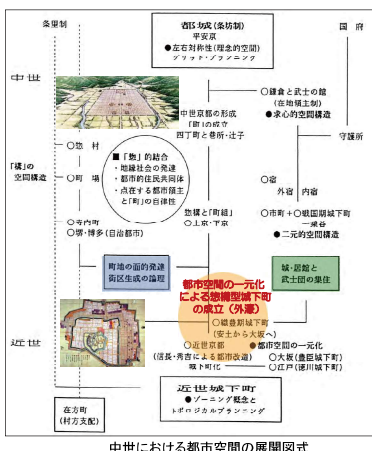 条里制
都城(条坊制)
平安京
●左右対称性(理念的空間)
グリッド・プランニング
国府
中世
中世京都の形成
「町」の成立
四丁町と巷所・辻子
○鎌倉と武士の館
(在地領主制)
●求心的空間構造
守護所
「構」の
空間構造
○惣村
○町場
○寺内町
○堺・博多(自治都市)
■「惣」的結合
・地縁社会の発達
・都市的住民共同体
・点在する都市領主
と「町」の自律性
○宿
外宿 内宿
惣構と「町組」
○上京・下京
○市町+○戦国期城下町
一乗谷
●二元的空間構造
町地の面的発達
街区生成の論理
都市空間の一元化
による惣構型城下町
の成立(外濠)
城・居館と
武士団の集住
○織豊期城下町
(安土から大坂へ)
近世
○近世京都
(信長・秀吉による都市改造)
城下町化
●都市空間の一元化
○大坂(豊臣城下町)
○江戸(徳川城下町)
近世城下町
●ゾーニング概念と
トポロジカルプランニング
在方町
(村方支配)
中世における都市空間の展開図式